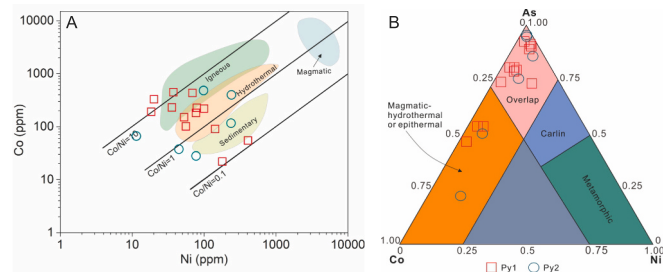 A
10000
1000
100
10
1
Co (ppm)
1
10
100
1000
10000
Ni (ppm)
Igneous
Hydrothermal
Magmatic
Sedimentary
Co/Ni=10
Co/Ni=1
Co/Ni=0.1
B
As
0
1.00
0.25
0.75
Overlap
Magmatic-
hydrothermal
or epithermal
0.5
Carlin
0.5
0.75
Metamorphic
0.25
1.00
0
Co
0.25
0.5
0.75
1.00
Ni
Py1
Py2